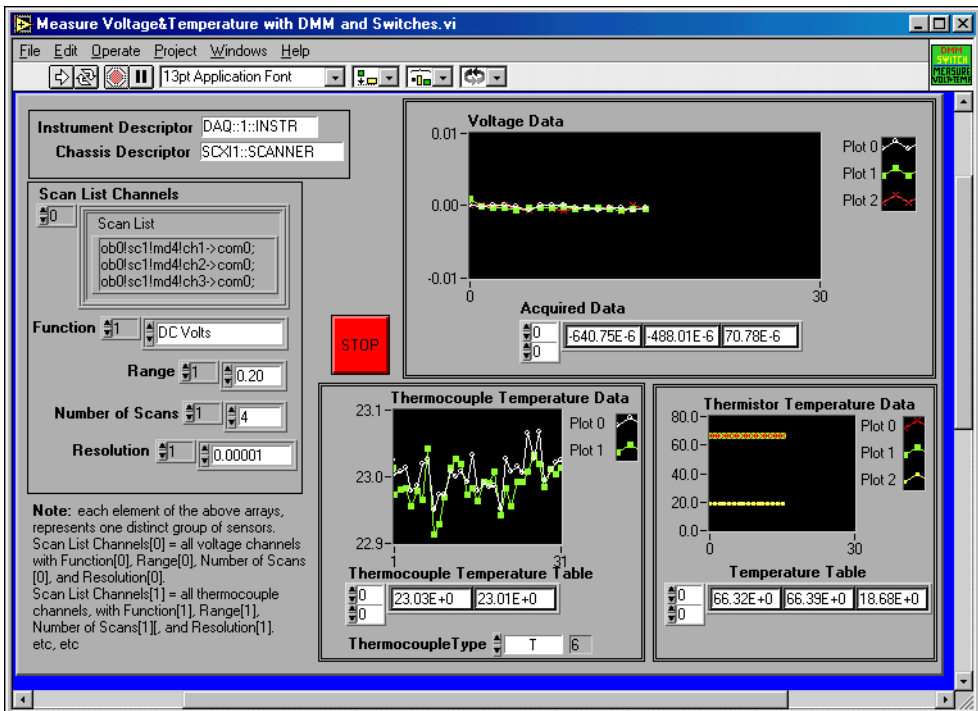 Measure Voltage&Temperature with DMM and Switches.vi
File Edit Operate Project Windows Help
DMM
SWITCH
MEASURE
VOLT&TEMP
13pt Application Font
Instrument Descriptor DAQ::1::INSTR
Chassis Descriptor SCXI1::SCANNER
Scan List Channels
0
Scan List
ob0!sc1!md4!ch1->com0;
ob0!sc1!md4!ch2->com0;
ob0!sc1!md4!ch3->com0;
Function 1 DC Volts
Range 1 0.20
Number of Scans 1 4
Resolution 1 0.00001
Note: each element of the above arrays,
represents one distinct group of sensors.
Scan List Channels[0] = all voltage channels
with Function[0], Range[0], Number of Scans
[0], and Resolution[0].
Scan List Channels[1] = all thermocouple
channels, with Function[1], Range[1],
Number of Scans[1][, and Resolution[1].
etc, etc
STOP
Voltage Data
0.01
0.00
-0.01
0
30
Plot 0
Plot 1
Plot 2
Acquired Data
0
0
-640.75E-6 -488.01E-6 70.78E-6
Thermocouple Temperature Data
23.1
23.0
22.9
1
31
Plot 0
Plot 1
Thermocouple Temperature Table
0
0
23.03E+0 23.01E+0
ThermocoupleType T 6
Thermistor Temperature Data
80.0
60.0
40.0
20.0
0.0
0
30
Plot 0
Plot 1
Plot 2
Temperature Table
0
0
66.32E+0 66.39E+0 18.68E+0